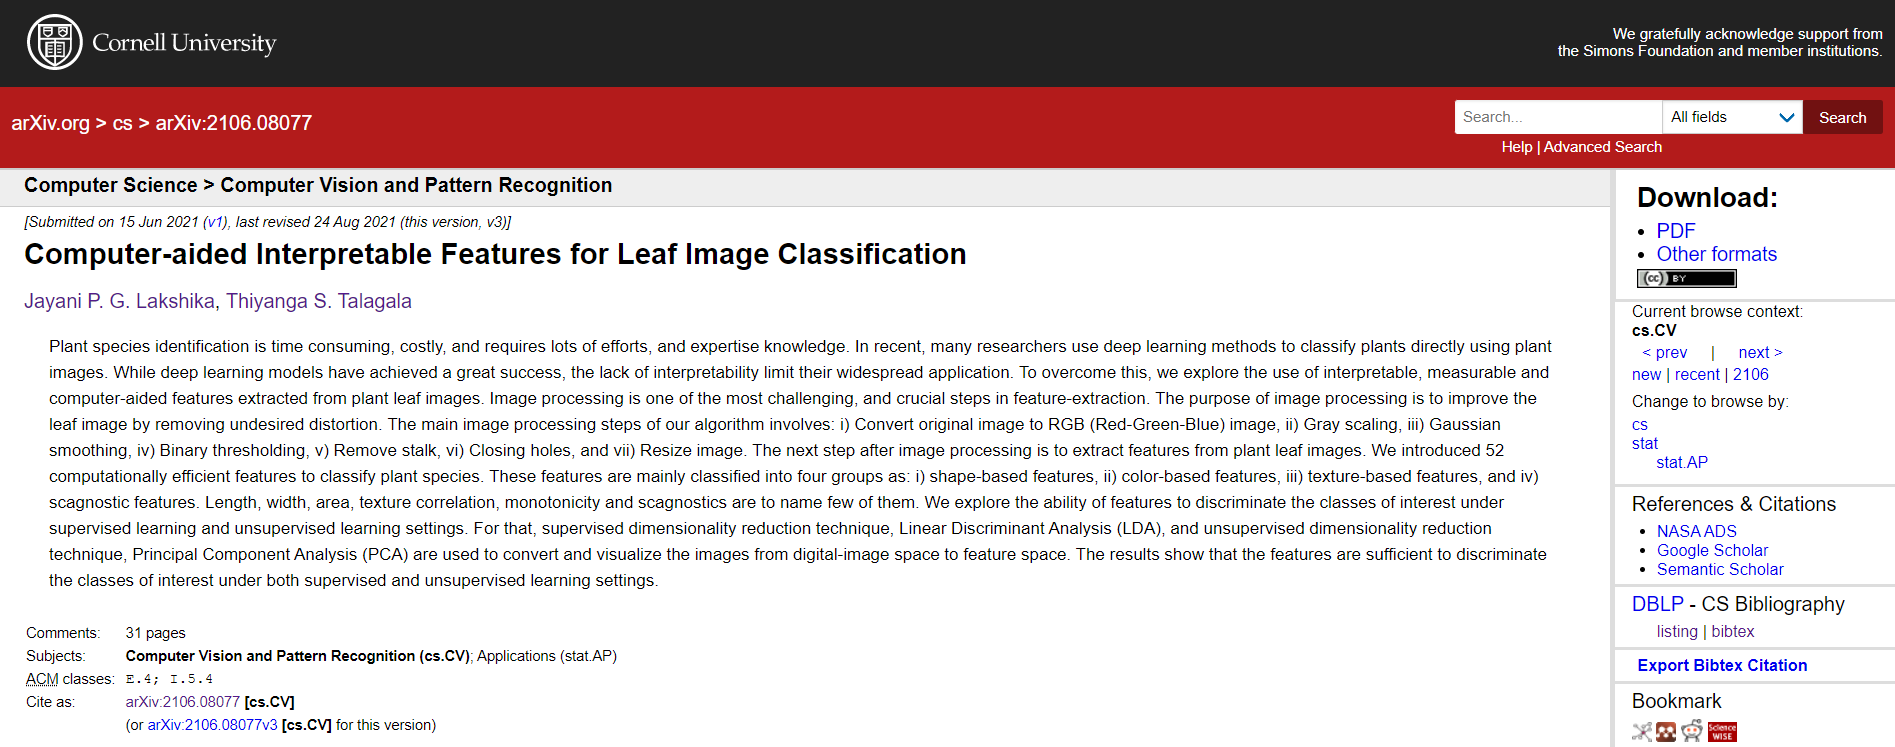 Cornell University
We gratefully acknowledge support from
the Simons Foundation and member institutions.
arXiv.org > cs > arXiv:2106.08077
Search...
All fields
Search
Help | Advanced Search
Computer Science > Computer Vision and Pattern Recognition
[Submitted on 15 Jun 2021 (v1), last revised 24 Aug 2021 (this version, v3)]
Computer-aided Interpretable Features for Leaf Image Classification
Jayani P. G. Lakshika, Thiyanga S. Talagala
Plant species identification is time consuming, costly, and requires lots of efforts, and expertise knowledge. In recent, many researchers use deep learning methods to classify plants directly using plant
images. While deep learning models have achieved a great success, the lack of interpretability limit their widespread application. To overcome this, we explore the use of interpretable, measurable and
computer-aided features extracted from plant leaf images. Image processing is one of the most challenging, and crucial steps in feature-extraction. The purpose of image processing is to improve the
leaf image by removing undesired distortion. The main image processing steps of our algorithm involves: i) Convert original image to RGB (Red-Green-Blue) image, ii) Gray scaling, iii) Gaussian
smoothing, iv) Binary thresholding, v) Remove stalk, vi) Closing holes, and vii) Resize image. The next step after image processing is to extract features from plant leaf images. We introduced 52
computationally efficient features to classify plant species. These features are mainly classified into four groups as: i) shape-based features, ii) color-based features, iii) texture-based features, and iv)
scagnostic features. Length, width, area, texture correlation, monotonicity and scagnostics are to name few of them. We explore the ability of features to discriminate the classes of interest under
supervised learning and unsupervised learning settings. For that, supervised dimensionality reduction technique, Linear Discriminant Analysis (LDA), and unsupervised dimensionality reduction
technique, Principal Component Analysis (PCA) are used to convert and visualize the images from digital-image space to feature space. The results show that the features are sufficient to discriminate
the classes of interest under both supervised and unsupervised learning settings.
Comments: 31 pages
Subjects: Computer Vision and Pattern Recognition (cs.CV); Applications (stat.AP)
ACM classes: E.4; I.5.4
Cite as: arXiv:2106.08077 [cs.CV]
(or arXiv:2106.08077v3 [cs.CV] for this version)
Download:
PDF
Other formats
(cc) BY
Current browse context:
cs.CV
< prev | next >
new | recent | 2106
Change to browse by:
cs
stat
stat.AP
References & Citations
NASA ADS
Google Scholar
Semantic Scholar
DBLP - CS Bibliography
listing | bibtex
Export Bibtex Citation
Bookmark
Science
WISE